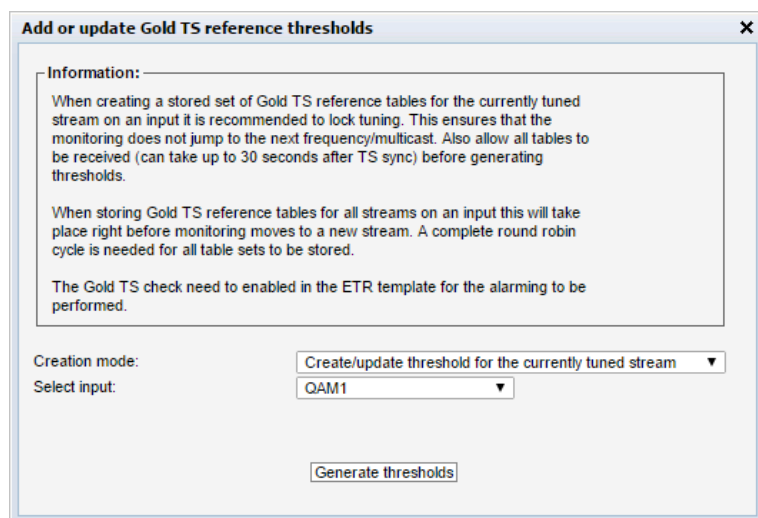 Add or update Gold TS reference thresholds
Information:
When creating a stored set of Gold TS reference tables for the currently tuned
stream on an input it is recommended to lock tuning. This ensures that the
monitoring does not jump to the next frequency/multicast. Also allow all tables to
be received (can take up to 30 seconds after TS sync) before generating
thresholds.
When storing Gold TS reference tables for all streams on an input this will take
place right before monitoring moves to a new stream. A complete round robin
cycle is needed for all table sets to be stored.
The Gold TS check need to enabled in the ETR template for the alarming to be
performed.
Creation mode: Create/update threshold for the currently tuned stream
Select input: QAM1
Generate thresholds